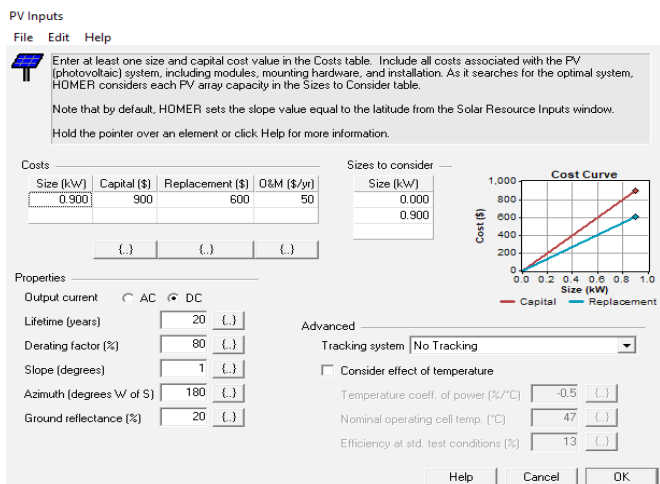 PV Inputs
File Edit Help
Enter at least one size and capital cost value in the Costs table. Include all costs associated with the PV
(photovoltaic) system, including modules, mounting hardware, and installation. As it searches for the optimal system,
HOMER considers each PV array capacity in the Sizes to Consider table.
Note that by default, HOMER sets the slope value equal to the latitude from the Solar Resource Inputs window.
Hold the pointer over an element or click Help for more information.
Costs
Size (kW) Capital ($) Replacement ($) O&M ($/yr)
0.900 900 600 50
{..} {..} {..}
Sizes to consider
Size (kW)
0.000
0.900
Cost Curve
Cost ($)
1,000
800
600
400
200
0
0.0 0.2 0.4 0.6 0.8 1.0
Size (kW)
Capital Replacement
Properties
Output current AC DC
Lifetime (years) 20 {..}
Derating factor (%) 80 {..}
Slope (degrees) 1 {..}
Azimuth (degrees W of S) 180 {..}
Ground reflectance (%) 20 {..}
Advanced
Tracking system No Tracking
Consider effect of temperature
Temperature coeff. of power (%/°C) -0.5 {..}
Nominal operating cell temp. (°C) 47 {..}
Efficiency at std. test conditions (%) 13 {..}
Help Cancel OK